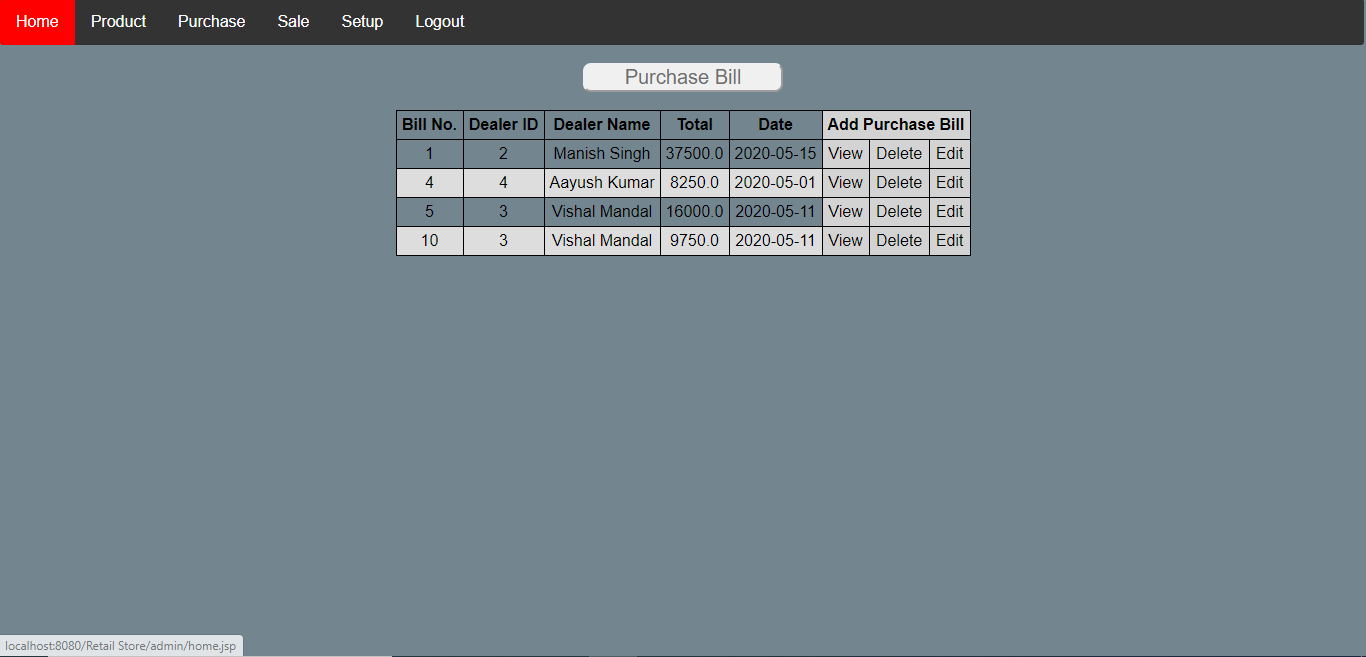 Home Product Purchase Sale Setup Logout
Purchase Bill
Bill No. Dealer ID Dealer Name Total Date Add Purchase Bill
1 2 Manish Singh 37500.0 2020-05-15 View Delete Edit
4 4 Aayush Kumar 8250.0 2020-05-01 View Delete Edit
5 3 Vishal Mandal 16000.0 2020-05-11 View Delete Edit
10 3 Vishal Mandal 9750.0 2020-05-11 View Delete Edit
localhost:8080/Retail Store/admin/home.jsp